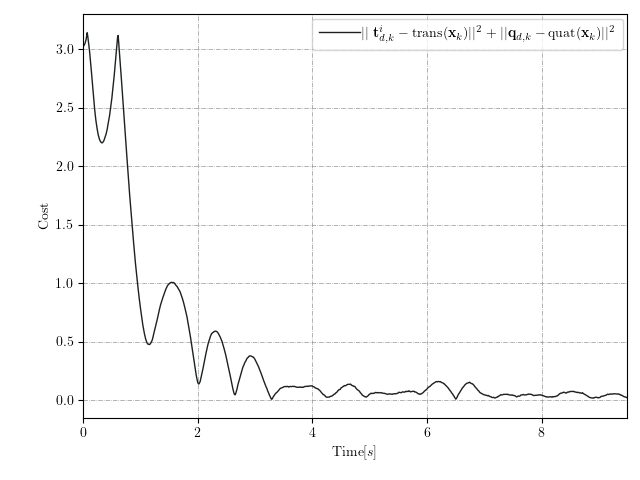 || t^i_{d,k} − trans(x_k)||² + ||q_{d,k} − quat(x_k)||²
3.0
2.5
2.0
1.5
1.0
0.5
0.0
Cost
0 2 4 6 8
Time[s]